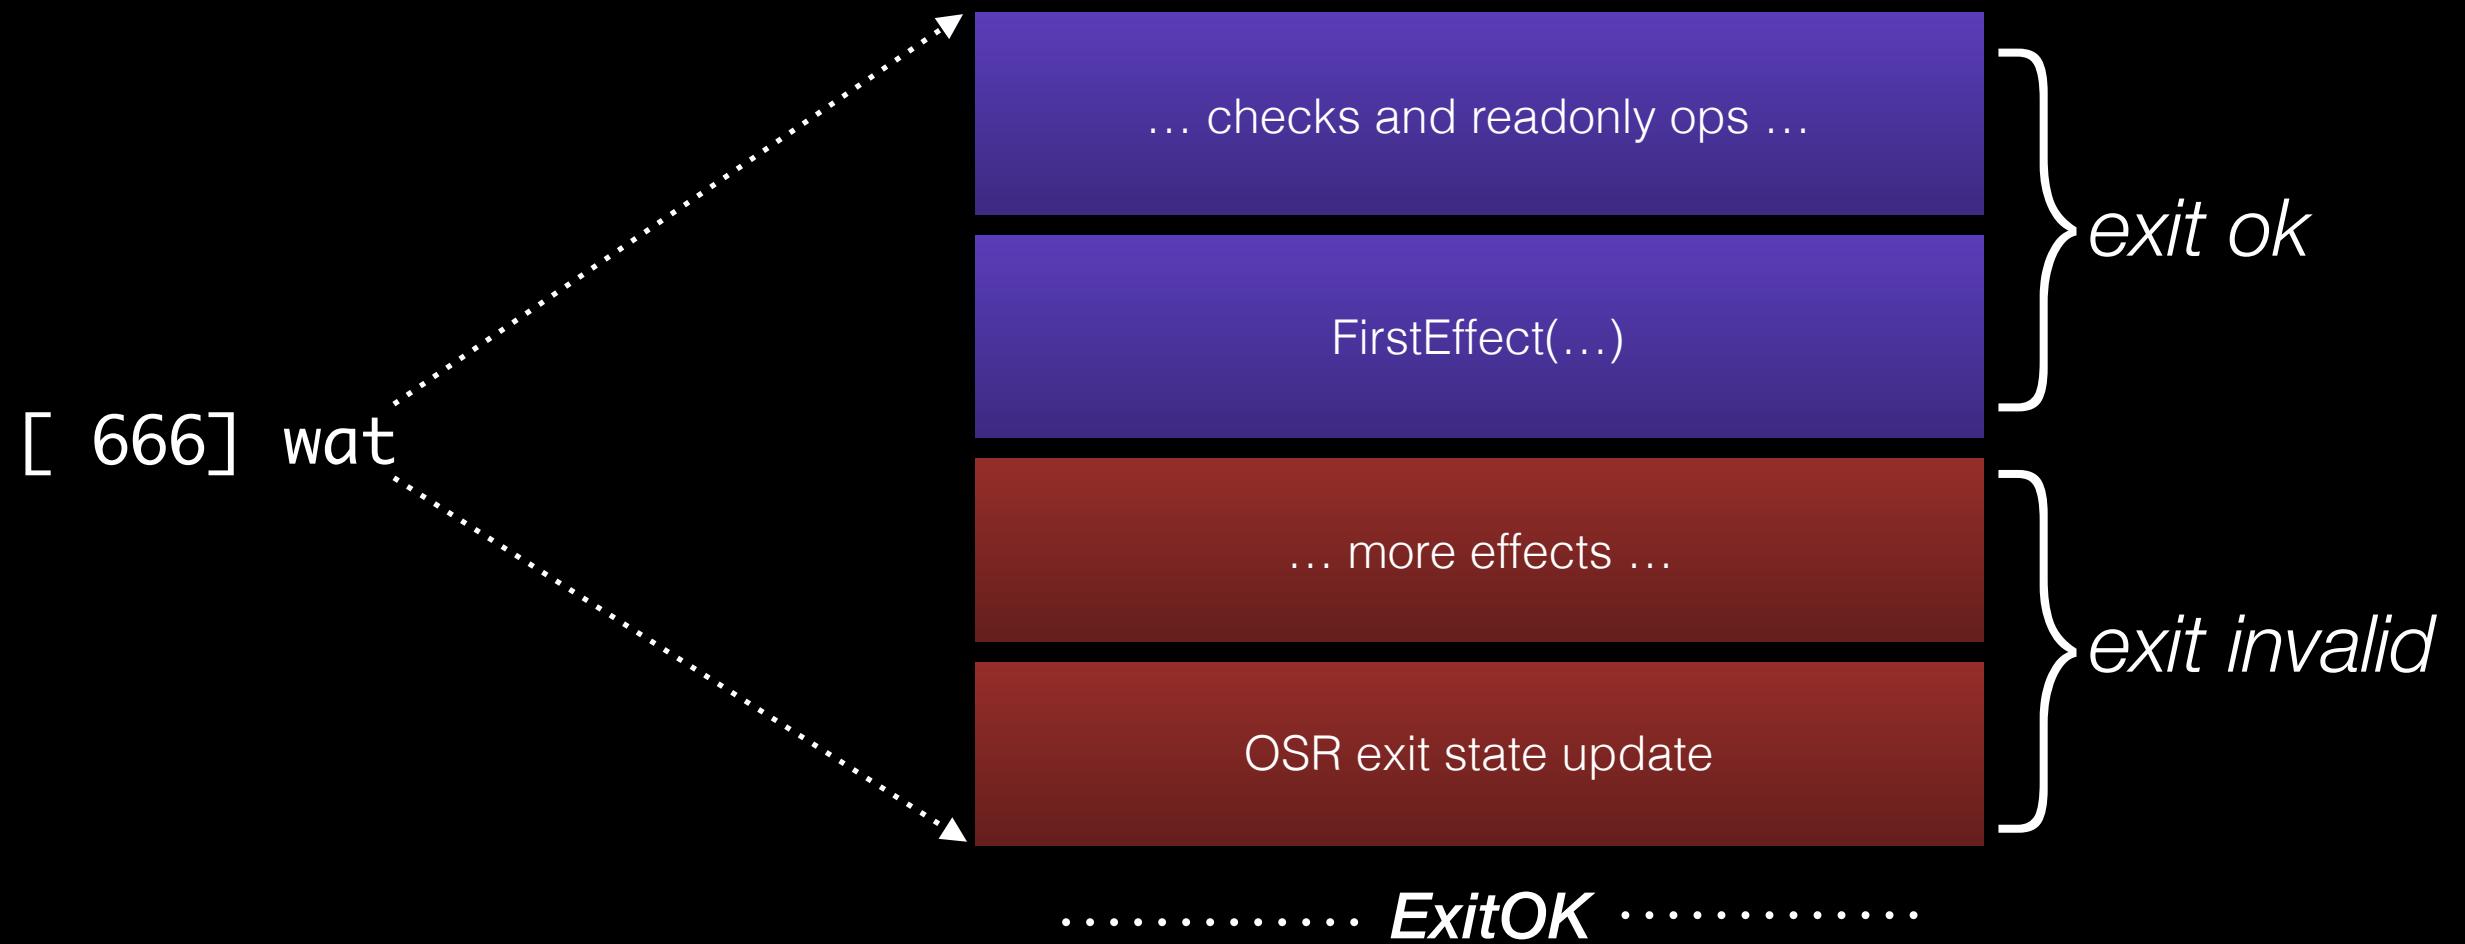 … checks and readonly ops …
exit ok
FirstEffect(…)
[ 666] wat
… more effects …
exit invalid
OSR exit state update
ExitOK